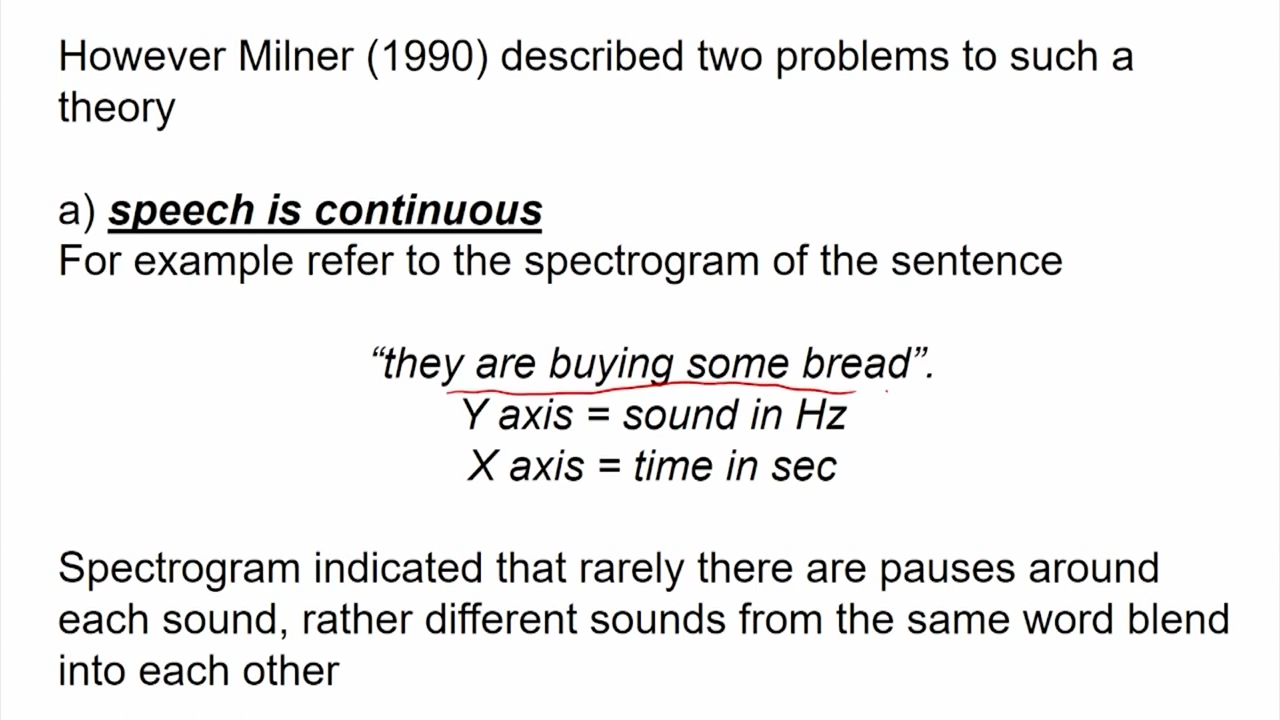 However Milner (1990) described two problems to such a
theory
a) speech is continuous
For example refer to the spectrogram of the sentence
“they are buying some bread”.
Y axis = sound in Hz
X axis = time in sec
Spectrogram indicated that rarely there are pauses around
each sound, rather different sounds from the same word blend
into each other